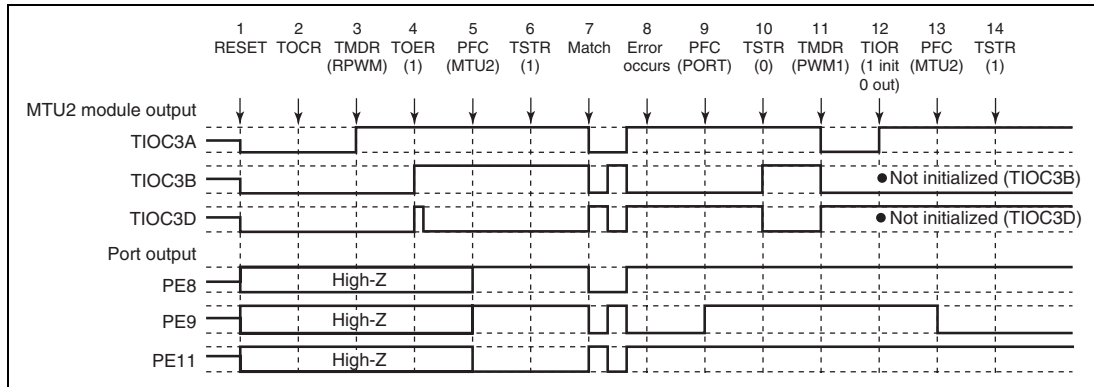 1 2 3 4 5 6 7 8 9 10 11 12 13 14
RESET TOCR TMDR TOER PFC TSTR Match Error PFC TSTR TMDR TIOR PFC TSTR
(RPWM) (1) (MTU2) (1) occurs (PORT) (0) (PWM1) (1 init (MTU2) (1)
0 out)
MTU2 module output
TIOC3A
TIOC3B ●Not initialized (TIOC3B)
TIOC3D ●Not initialized (TIOC3D)
Port output
PE8 High-Z
PE9 High-Z
PE11 High-Z